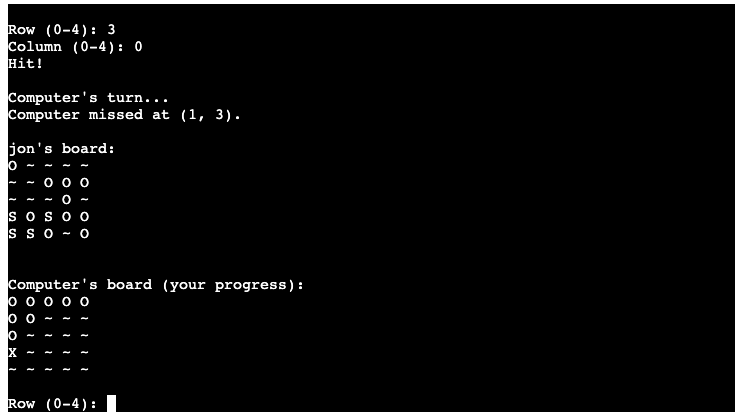 Row (0-4): 3
Column (0-4): 0
Hit!
Computer's turn...
Computer missed at (1, 3).
jon's board:
O ~ ~ ~ ~
~ ~ O O O
~ ~ ~ O ~
S O S O O
S S O ~ O
Computer's board (your progress):
O O O O O
O O ~ ~ ~
O ~ ~ ~ ~
X ~ ~ ~ ~
~ ~ ~ ~ ~
Row (0-4):